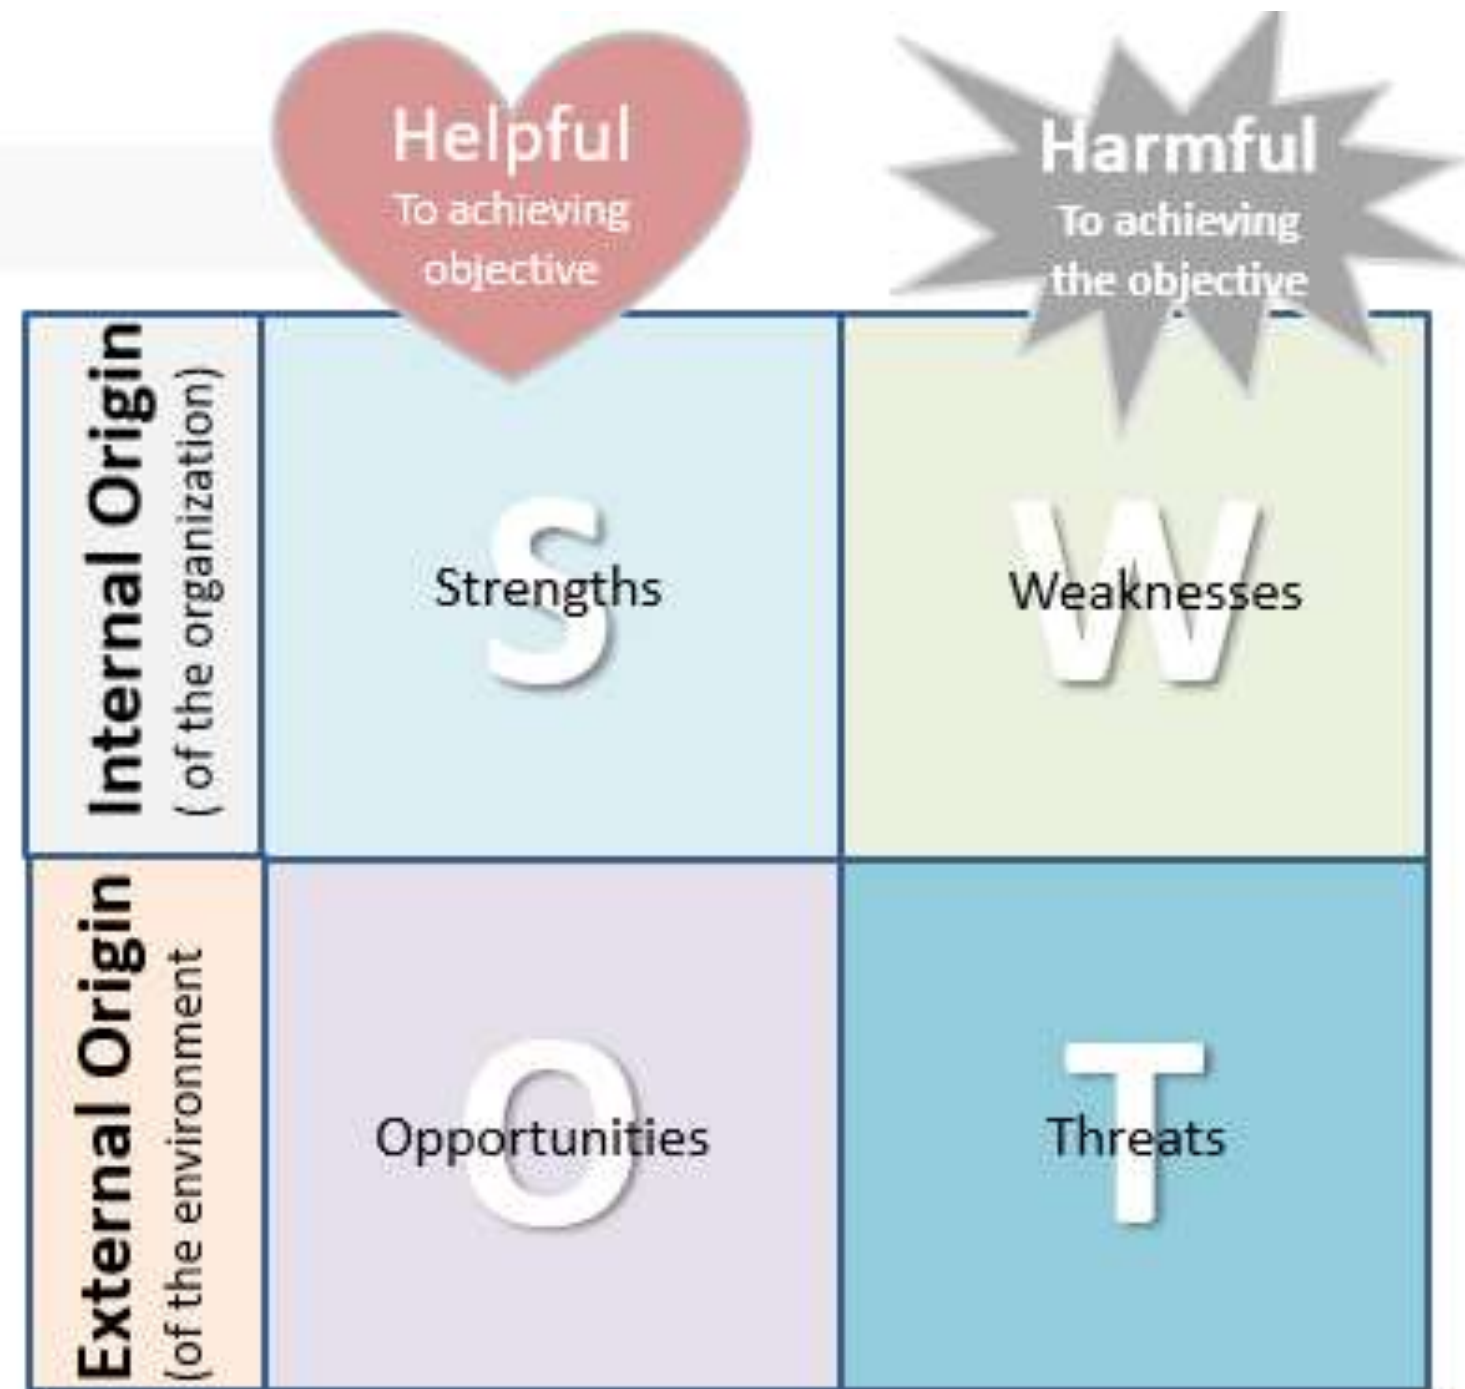 Helpful
To achieving
objective
Harmful
To achieving
the objective
Internal Origin
( of the organization)
S
Strengths
W
Weaknesses
External Origin
(of the environment
O
Opportunities
T
Threats